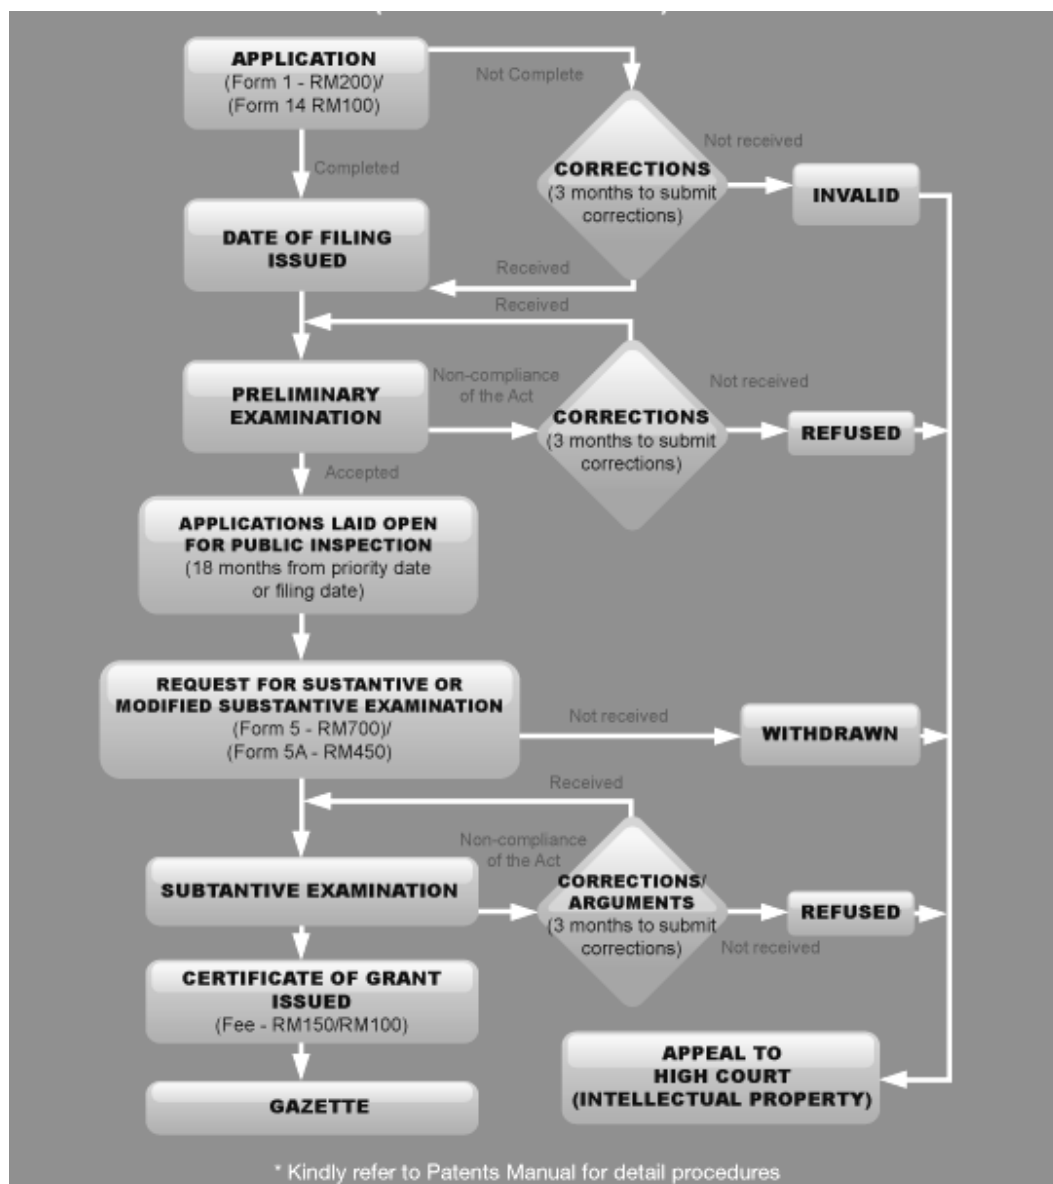 APPLICATION
(Form 1 - RM200)/
(Form 14 RM100)
Not Complete
Completed
CORRECTIONS
(3 months to submit
corrections)
Not received
INVALID
DATE OF FILING
ISSUED
Received
Received
PRELIMINARY
EXAMINATION
Non-compliance
of the Act
CORRECTIONS
(3 months to submit
corrections)
Not received
REFUSED
Accepted
APPLICATIONS LAID OPEN
FOR PUBLIC INSPECTION
(18 months from priority date
or filing date)
REQUEST FOR SUSTANTIVE OR
MODIFIED SUBSTANTIVE EXAMINATION
(Form 5 - RM700)/
(Form 5A - RM450)
Not received
WITHDRAWN
Received
SUBTANTIVE EXAMINATION
Non-compliance
of the Act
CORRECTIONS/
ARGUMENTS
(3 months to submit
corrections)
Not received
REFUSED
CERTIFICATE OF GRANT
ISSUED
(Fee - RM150/RM100)
GAZETTE
APPEAL TO
HIGH COURT
(INTELLECTUAL PROPERTY)
* Kindly refer to Patents Manual for detail procedures